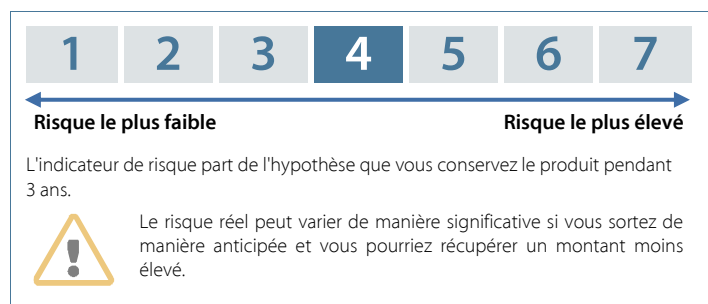 1 2 3 4 5 6 7
Risque le plus faible Risque le plus élevé
L'indicateur de risque part de l'hypothèse que vous conservez le produit pendant
3 ans.
Le risque réel peut varier de manière significative si vous sortez de
manière anticipée et vous pourriez récupérer un montant moins
élevé.